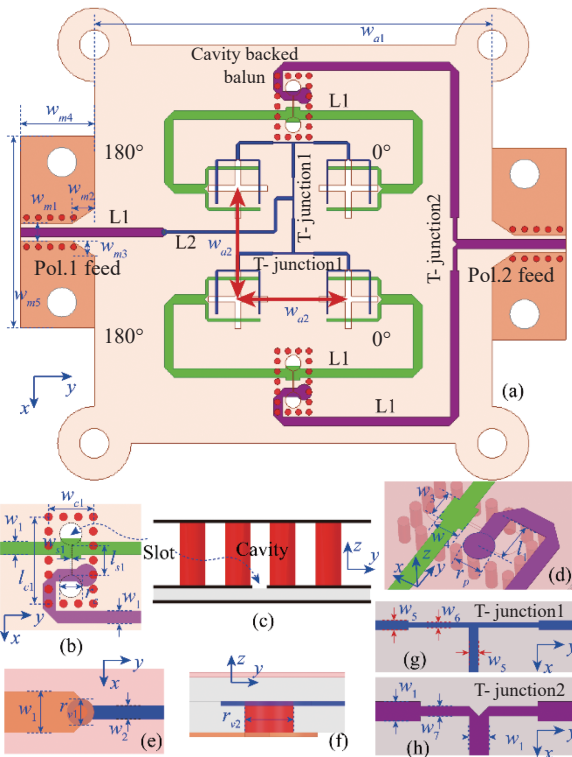 w_a1
Cavity backed
balun
L1
w_m4
180°
0°
w_m1
w_m2
L1
L2
w_m3
Pol.1 feed
w_m5
w_a2
T- junction1
T- junction1
w_a2
T- junction2
Pol.2 feed
180°
0°
L1
L1
y
x
(a)
w_c1
w_1
w_s1
l_s1
l_c1
r
w_1
y
x
(b)
Slot
Cavity
z
y
(c)
w_3
w
l
r_p
z
x
y
(d)
y
x
w_1
r_v1
w_2
(e)
z
y
r_v2
(f)
T- junction1
w_5
w_6
w_5
y
x
(g)
T- junction2
w_1
w_7
w_1
y
x
(h)